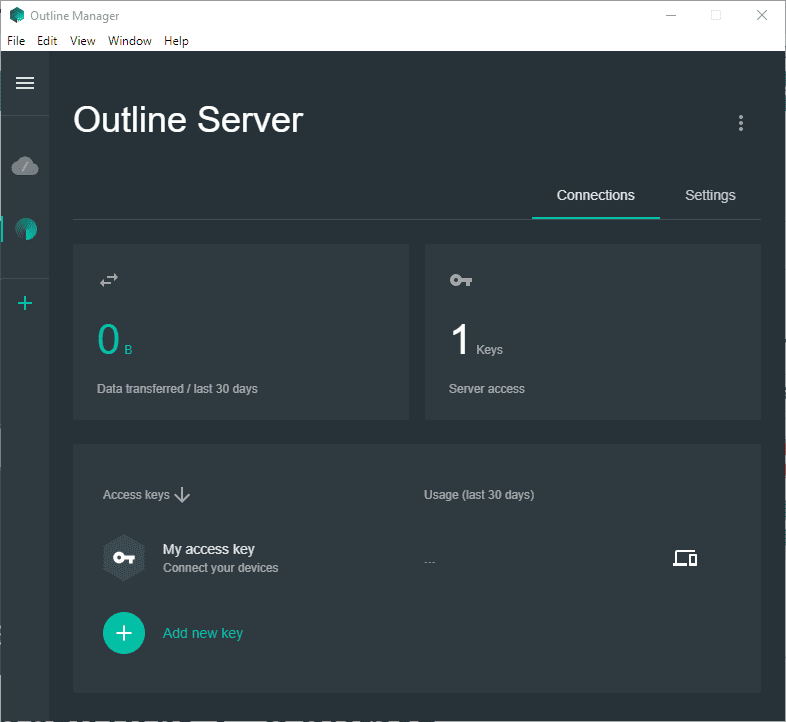 Outline Manager
File Edit View Window Help
Outline Server
Connections Settings
0 B
Data transferred / last 30 days
1 Keys
Server access
Access keys Usage (last 30 days)
My access key
Connect your devices
...
Add new key